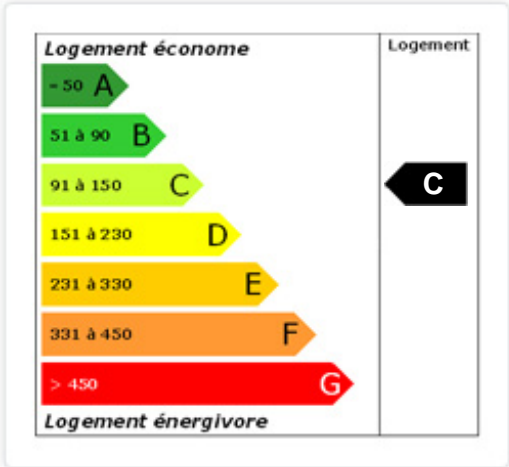 Logement économe
Logement
- 50 A
51 à 90 B
91 à 150 C
C
151 à 230 D
231 à 330 E
331 à 450 F
> 450 G
Logement énergivore